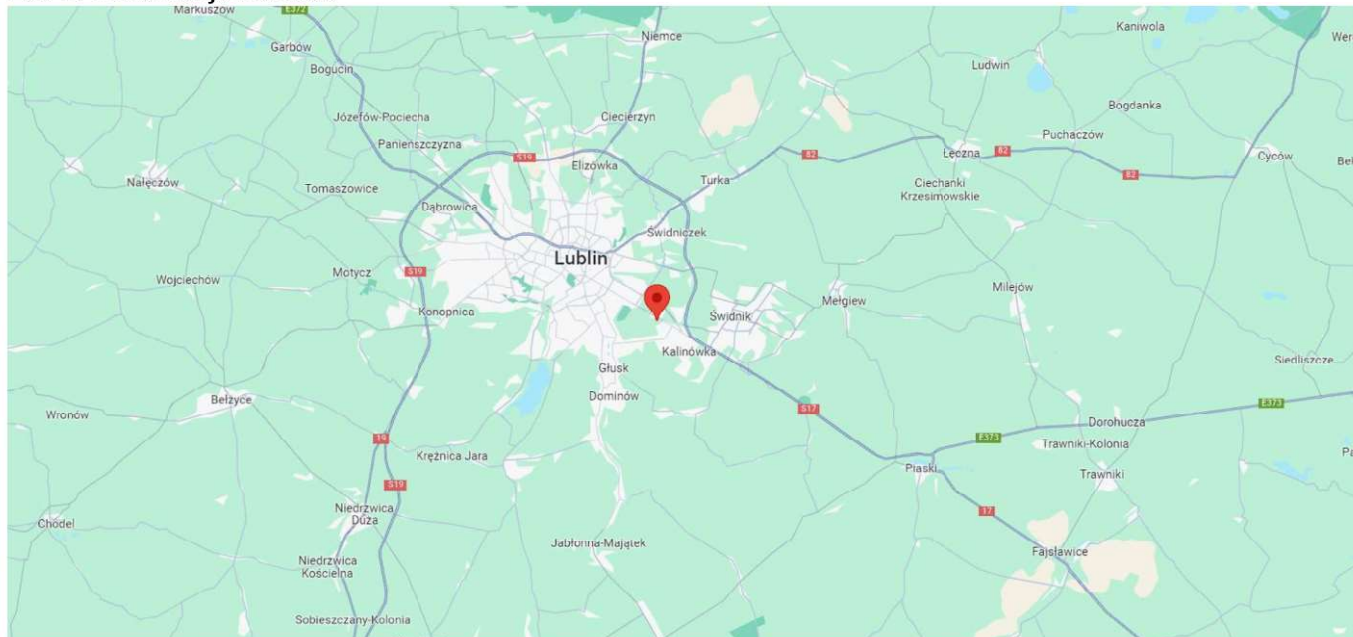 Markuszów
E372
Garbów
Bogucin
Niemce
Kaniwola
Ludwin
Bogdanka
Józefów-Pociecha
Ciecierzyn
Puchaczów
Panieńszczyzna
S19
Elizówka
82
Łęczna
82
Cyców
Nałęczów
Tomaszowice
Turka
82
Ciechanki
Krzesimowskie
Dąbrowica
Świdniczek
Lublin
Wojciechów
Motycz
S19
Konopnica
Świdnik
Mełgiew
Milejów
Kalinówka
Siedliszcze
Głusk
Dominów
Bełżyce
Wronów
S17
E373
Dorohucza
19
E373
Trawniki-Kolonia
Krężnica Jara
Piaski
Trawniki
S19
Niedrzwica
Duża
17
Chodel
Jabłonna-Majątek
Fajsławice
Niedrzwica
Kościelna
Sobieszczany-Kolonia